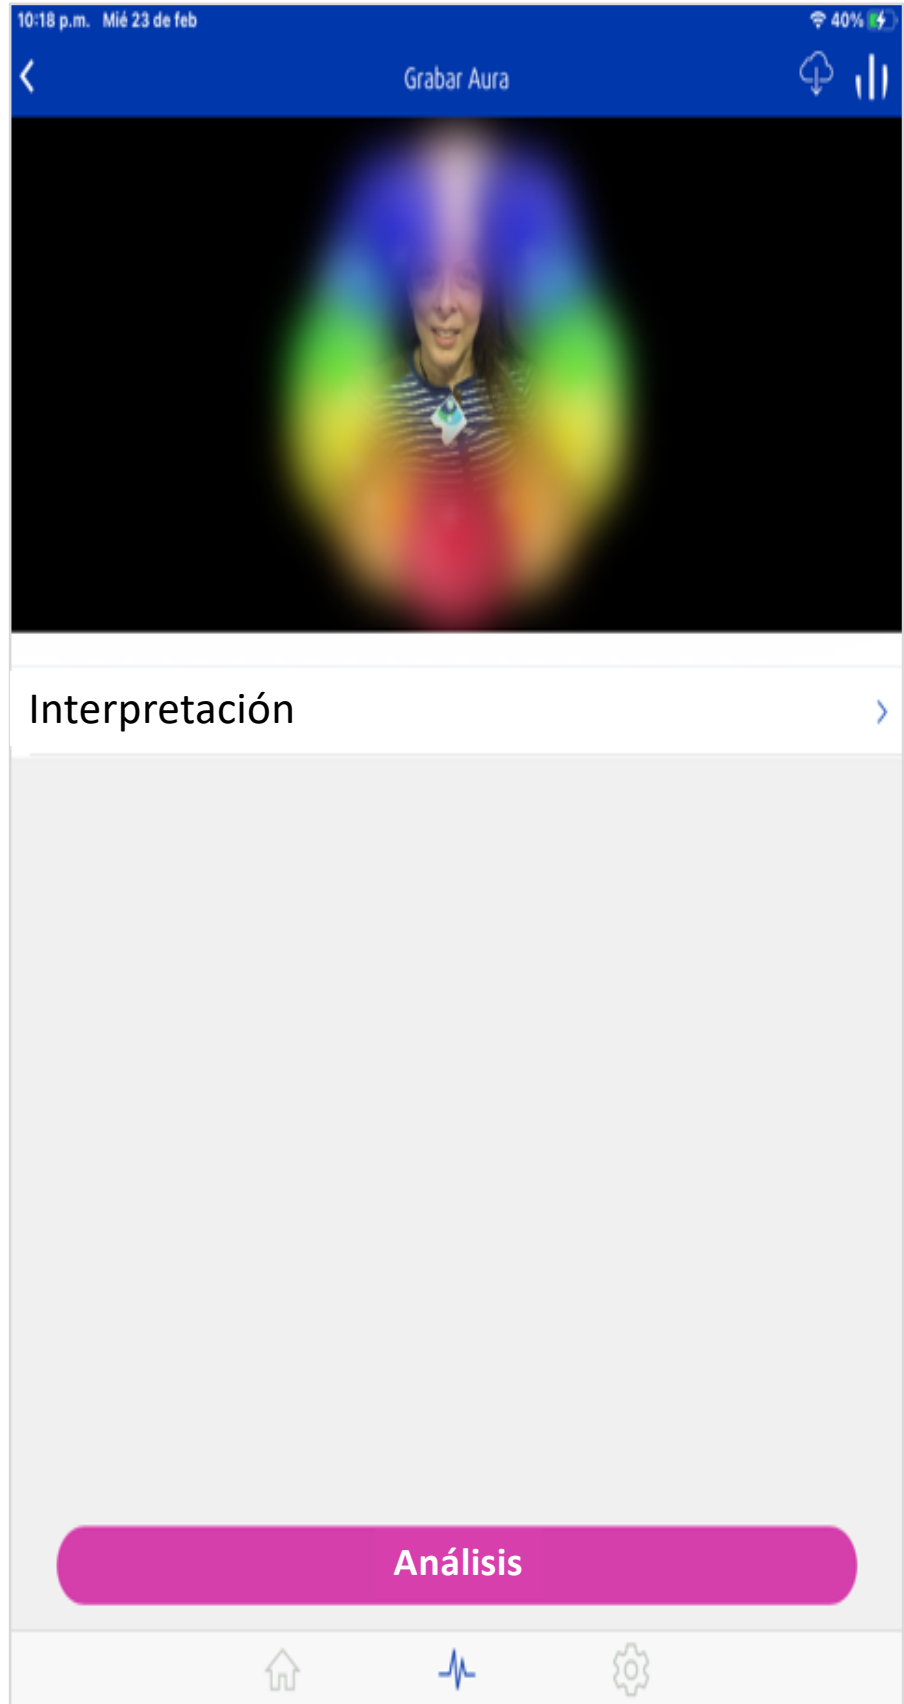 10:18 p.m. Mié 23 de feb 40%
Grabar Aura
Interpretación
Análisis